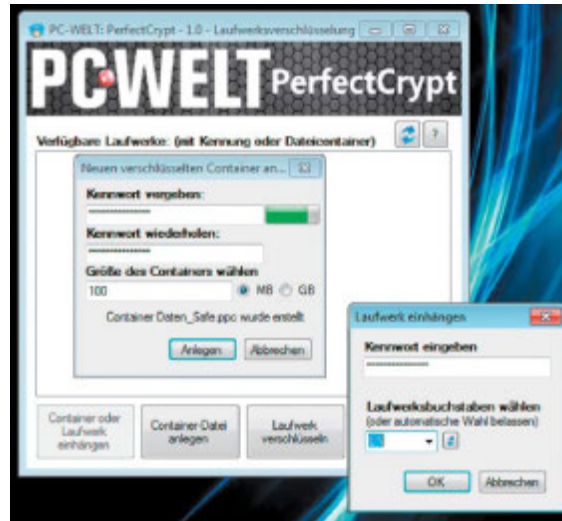 PC-WELT: PerfectCrypt - 1.0 - Laufwerksverschlüsselung
PC WELT PerfectCrypt
Verfügbare Laufwerke: (mit Kennung oder Dateicontainer)
?
Neuen verschlüsselten Container an...
Kennwort vergeben:
Kennwort wiederholen:
Größe des Containers wählen
100
MB
GB
Container Daten_Safe.ppc wurde erstellt
Anlegen
Abbrechen
Container oder
Laufwerk
einhängen
Container-Datei
anlegen
Laufwerk
verschlüsseln
Laufwerk einhängen
Kennwort eingeben
Laufwerksbuchstaben wählen
(oder automatische Wahl belassen)
OK
Abbrechen